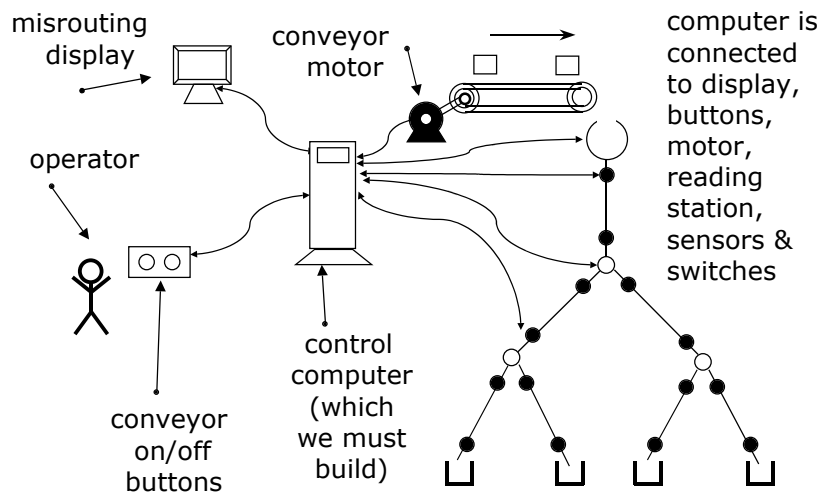 misrouting
display
conveyor
motor
computer is
connected
to display,
buttons,
motor,
reading
station,
sensors &
switches
operator
control
computer
(which
we must
build)
conveyor
on/off
buttons